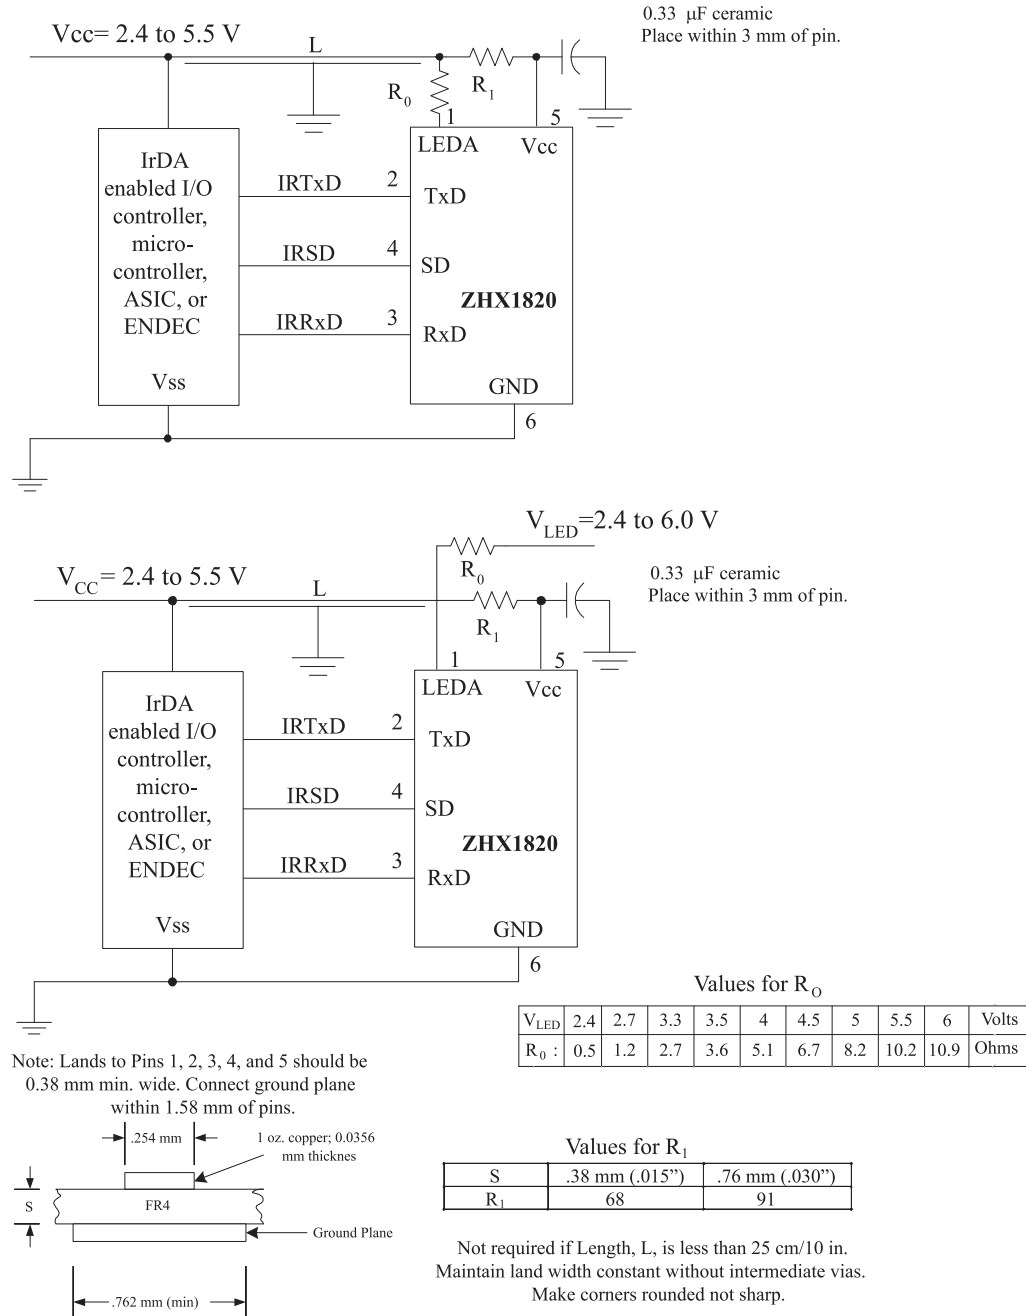 0.33 μF ceramic
Place within 3 mm of pin.
Vcc= 2.4 to 5.5 V
L
R0
R1
1
5
LEDA
Vcc
IrDA
enabled I/O
controller,
micro-
controller,
ASIC, or
ENDEC
Vss
IRTxD
2
TxD
IRSD
4
SD
ZHX1820
IRRxD
3
RxD
GND
6
VLED=2.4 to 6.0 V
VCC= 2.4 to 5.5 V
L
R0
R1
0.33 μF ceramic
Place within 3 mm of pin.
1
5
LEDA
Vcc
IrDA
enabled I/O
controller,
micro-
controller,
ASIC, or
ENDEC
Vss
IRTxD
2
TxD
IRSD
4
SD
ZHX1820
IRRxD
3
RxD
GND
6
Values for RO
VLED 2.4 2.7 3.3 3.5 4 4.5 5 5.5 6 Volts
R0 : 0.5 1.2 2.7 3.6 5.1 6.7 8.2 10.2 10.9 Ohms
Note: Lands to Pins 1, 2, 3, 4, and 5 should be
0.38 mm min. wide. Connect ground plane
within 1.58 mm of pins.
.254 mm
1 oz. copper; 0.0356
mm thicknes
S
FR4
Ground Plane
.762 mm (min)
Values for R1
S .38 mm (.015”) .76 mm (.030”)
R1 68 91
Not required if Length, L, is less than 25 cm/10 in.
Maintain land width constant without intermediate vias.
Make corners rounded not sharp.